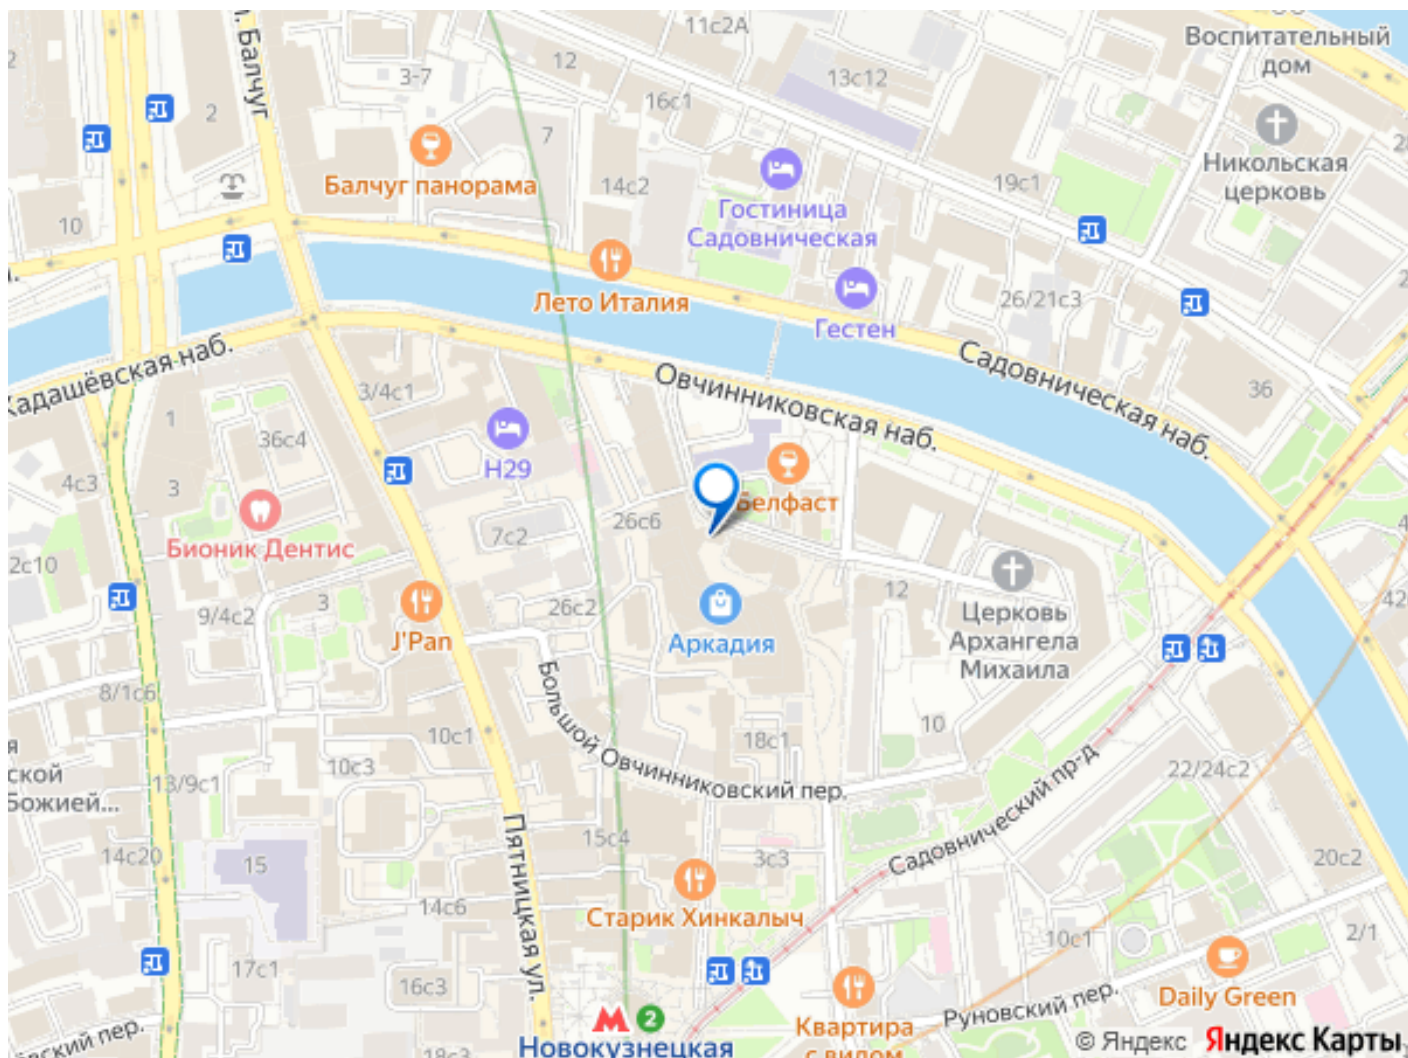 11с2А
Воспитательный
дом
12
3-7
13с12
16с1
л. Балчуг
2
7
Никольская
церковь
Балчуг панорама
14с2
19с1
Гостиница
Садовническая
10
Лето Италия
26/21с3
Гестен
Кадашёвская наб.
Садовническая наб.
Овчинниковская наб.
3/4с1
36
1
36с4
Н29
4с3
3
Белфаст
26с6
7с2
Бионик Дентис
2с10
12
3
26с2
9/4с2
J'Pan
Аркадия
Церковь
Архангела
Михаила
42
8/1с6
Большой Овчинниковский пер.
10
10с1
18с1
10с3
я
ской
Божией...
13/9с1
22/24с2
Садовнический пр-д
Пятницкая ул.
15с4
3с3
14с20
15
20с2
Старик Хинкалыч
14с6
10с1
2/1
17с1
16с3
Daily Green
Руновский пер.
2
Новокузнецкая
Квартира
с видом
18с3
© Яндекс Яндекс Карты